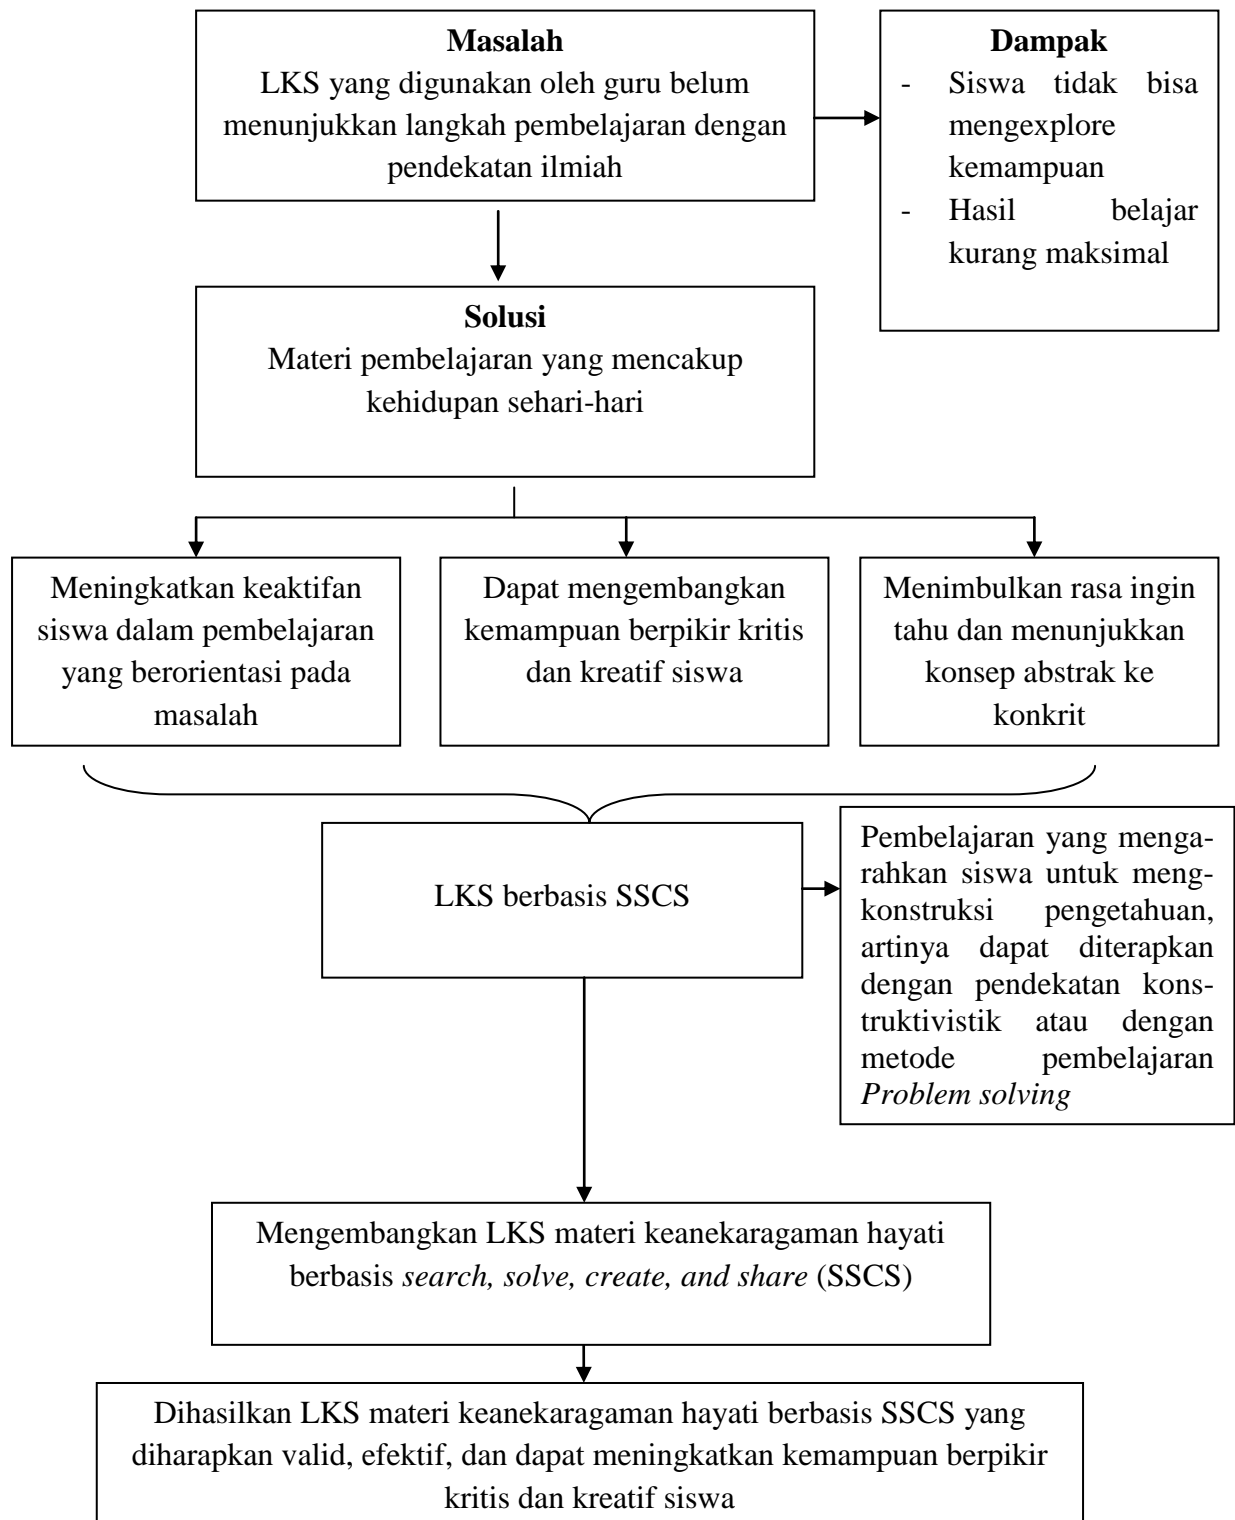 Masalah
LKS yang digunakan oleh guru belum
menunjukkan langkah pembelajaran dengan
pendekatan ilmiah
Dampak
- Siswa tidak bisa
mengexplore
kemampuan
- Hasil belajar
kurang maksimal
Solusi
Materi pembelajaran yang mencakup
kehidupan sehari-hari
Meningkatkan keaktifan
siswa dalam pembelajaran
yang berorientasi pada
masalah
Dapat mengembangkan
kemampuan berpikir kritis
dan kreatif siswa
Menimbulkan rasa ingin
tahu dan menunjukkan
konsep abstrak ke
konkrit
LKS berbasis SSCS
Pembelajaran yang menga-
rahkan siswa untuk meng-
konstruksi pengetahuan,
artinya dapat diterapkan
dengan pendekatan kons-
truktivistik atau dengan
metode pembelajaran
Problem solving
Mengembangkan LKS materi keanekaragaman hayati
berbasis search, solve, create, and share (SSCS)
Dihasilkan LKS materi keanekaragaman hayati berbasis SSCS yang
diharapkan valid, efektif, dan dapat meningkatkan kemampuan berpikir
kritis dan kreatif siswa